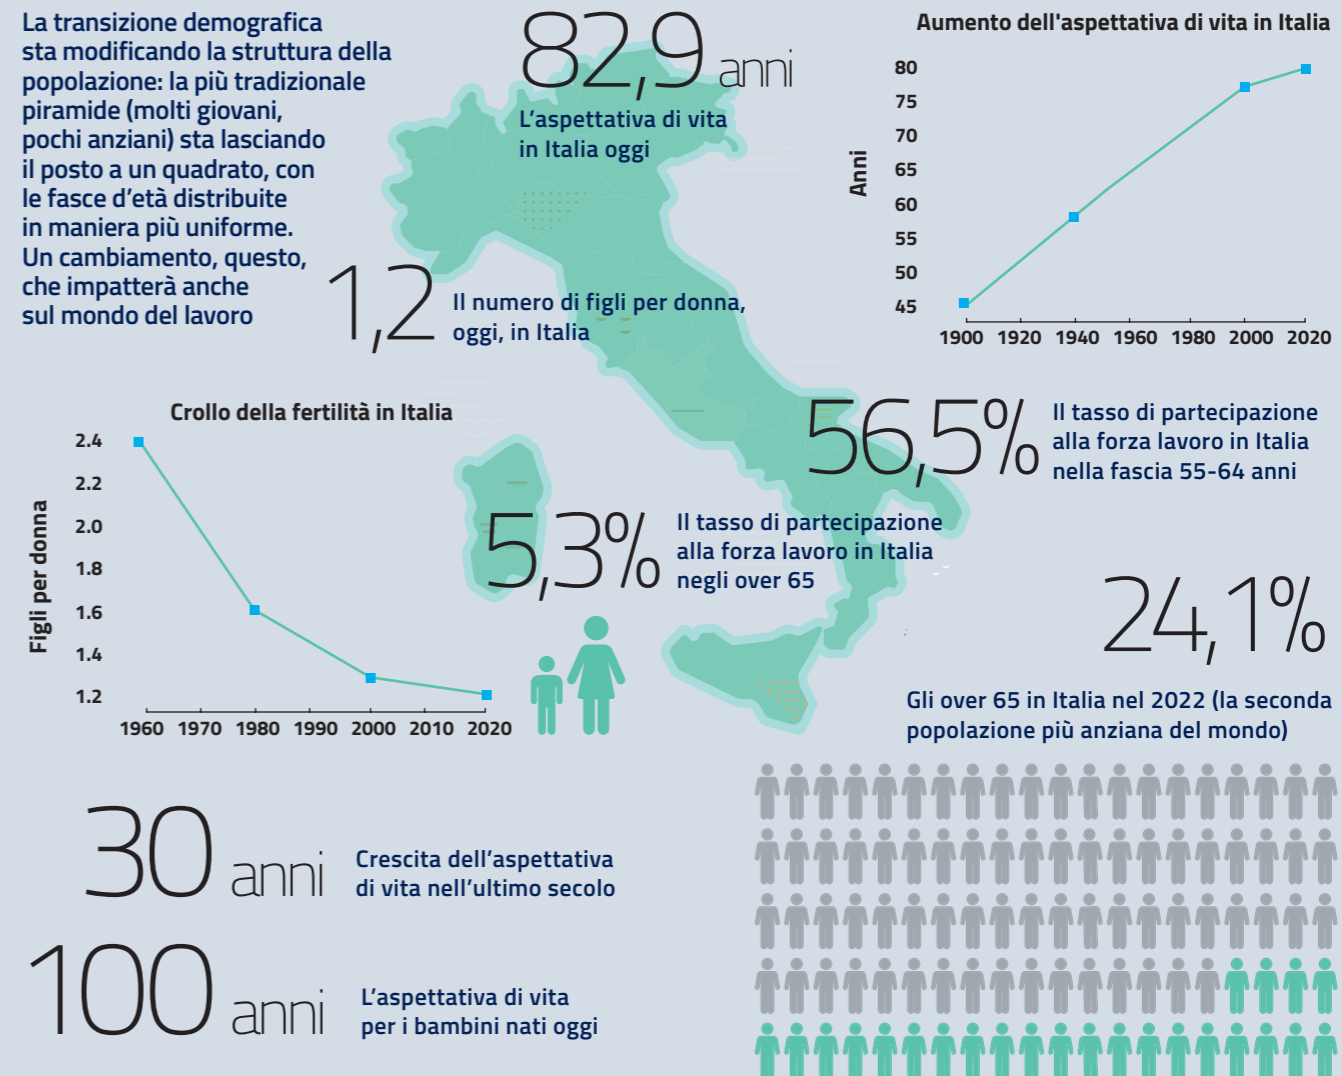 La transizione demografica
sta modificando la struttura della
popolazione: la più tradizionale
piramide (molti giovani,
pochi anziani) sta lasciando
il posto a un quadrato, con
le fasce d'età distribuite
in maniera più uniforme.
Un cambiamento, questo,
che impatterà anche
sul mondo del lavoro
82,9 anni
L'aspettativa di vita
in Italia oggi
Aumento dell'aspettativa di vita in Italia
Anni
80
75
70
65
60
55
50
45
1900 1920 1940 1960 1980 2000 2020
1,2
Il numero di figli per donna,
oggi, in Italia
Crollo della fertilità in Italia
Figli per donna
2.4
2.2
2.0
1.8
1.6
1.4
1.2
1960 1970 1980 1990 2000 2010 2020
56,5%
Il tasso di partecipazione
alla forza lavoro in Italia
nella fascia 55-64 anni
5,3%
Il tasso di partecipazione
alla forza lavoro in Italia
negli over 65
24,1%
Gli over 65 in Italia nel 2022 (la seconda
popolazione più anziana del mondo)
30 anni
Crescita dell'aspettativa
di vita nell'ultimo secolo
100 anni
L'aspettativa di vita
per i bambini nati oggi